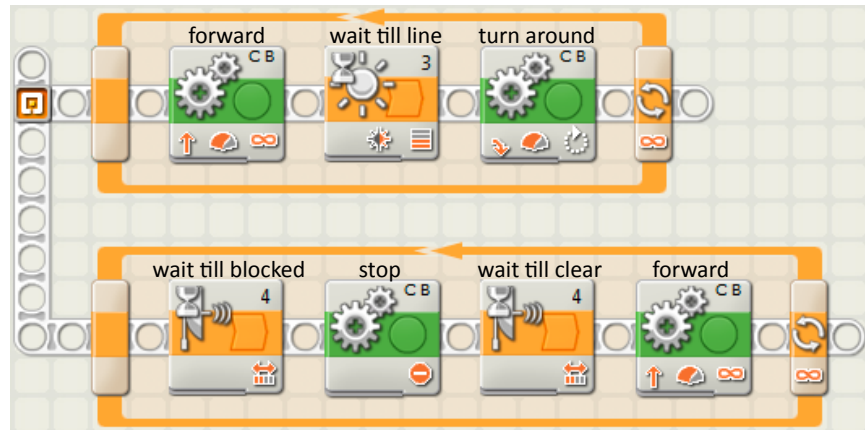 forward wait till line turn around
C B 3 C B
wait till blocked stop wait till clear forward
4 C B 4 C B